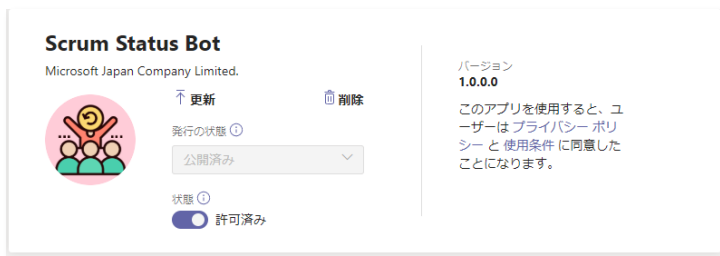 Scrum Status Bot
Microsoft Japan Company Limited.
更新
削除
発行の状態
公開済み
状態
許可済み
バージョン
1.0.0.0
このアプリを使用すると、ユ
ーザーは プライバシー ポリ
シー と 使用条件 に同意した
ことになります。